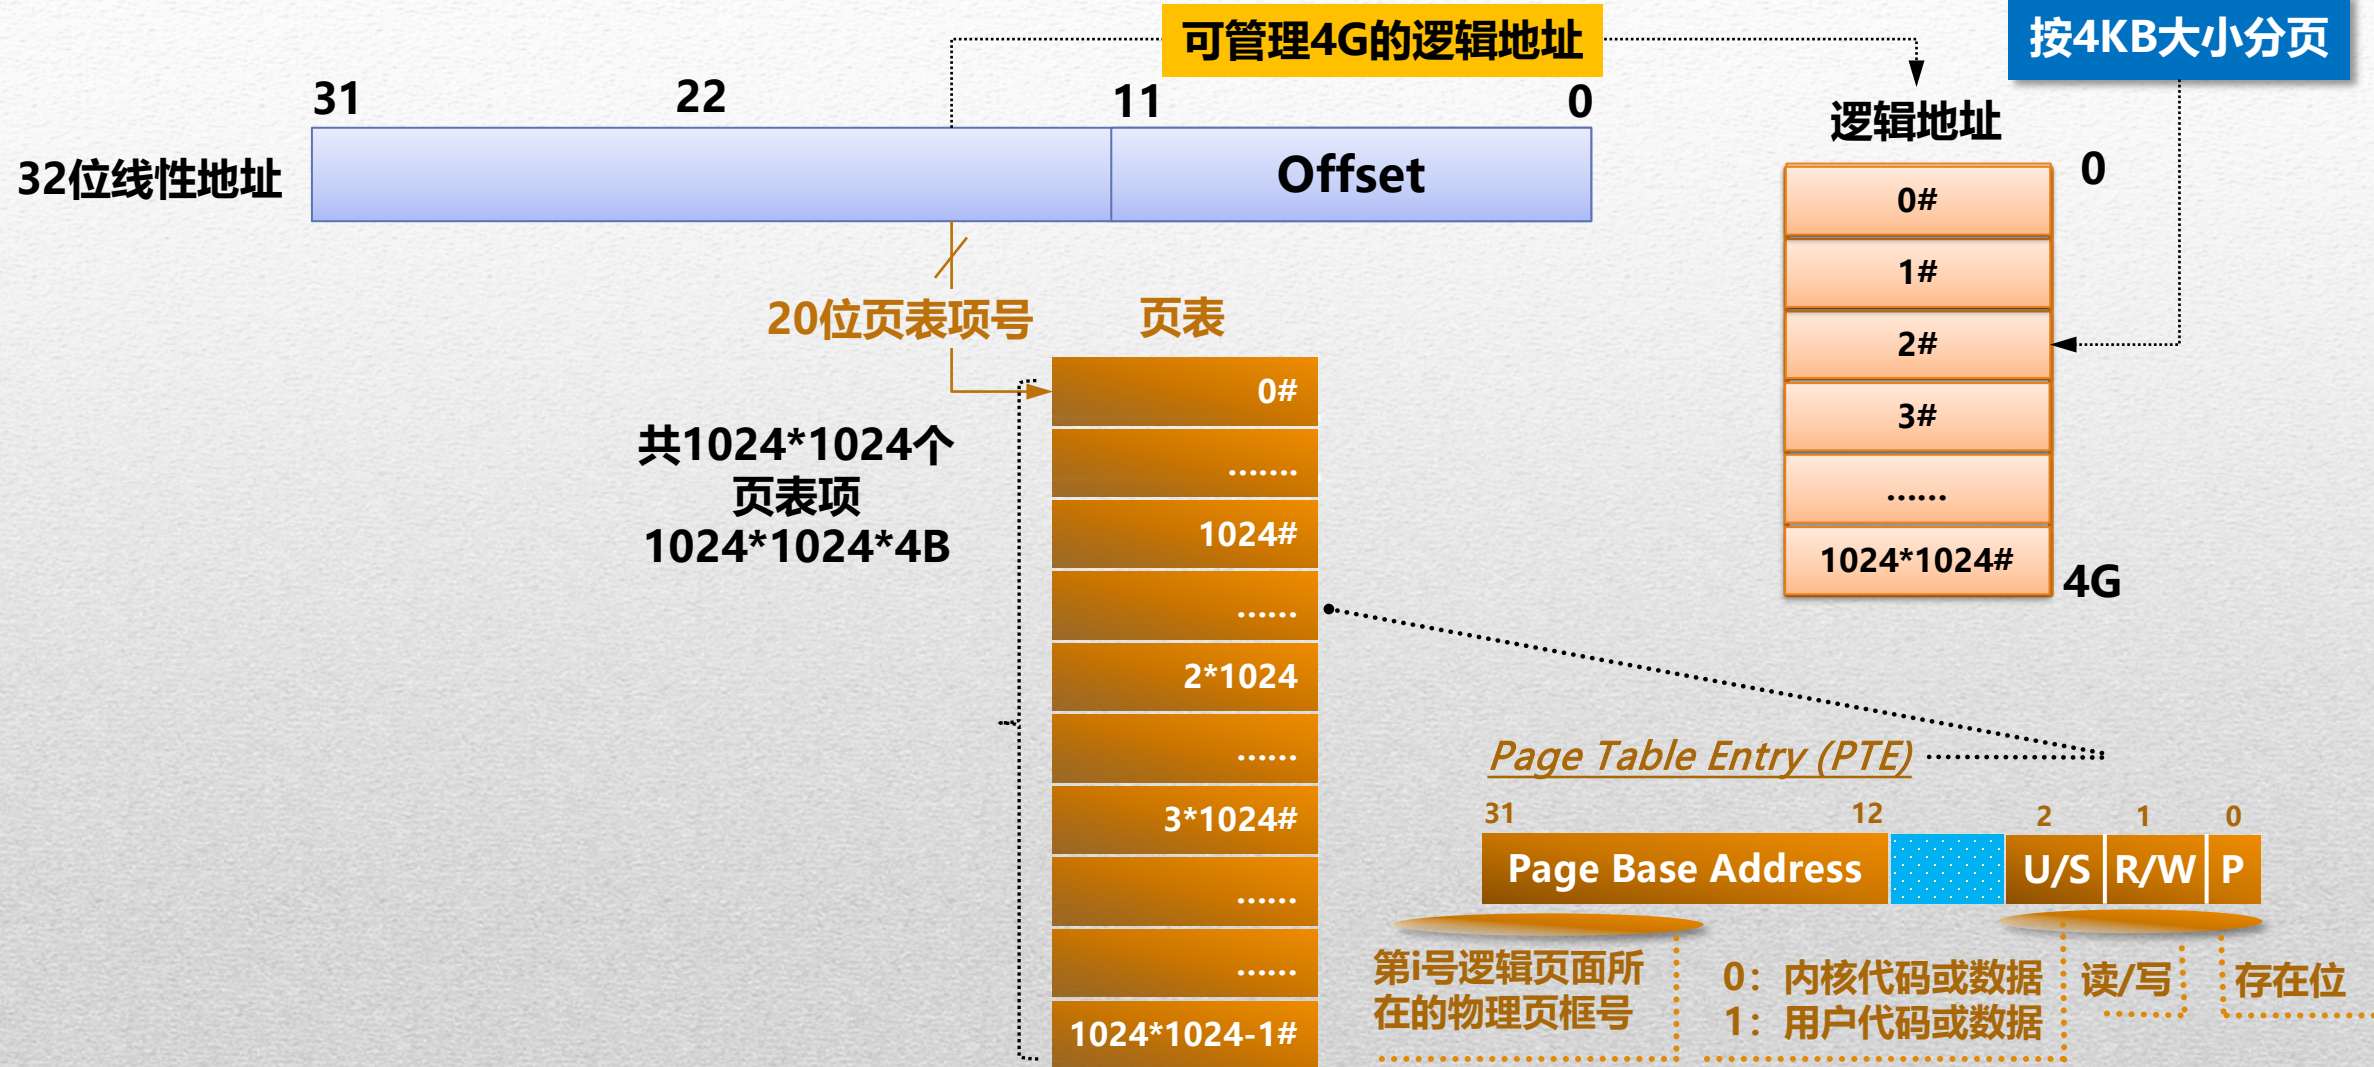 可管理4G的逻辑地址
按4KB大小分页
31
22
11
0
逻辑地址
32位线性地址
Offset
0
0#
1#
2#
3#
......
1024*1024#
4G
20位页表项号
页表
共1024*1024个
页表项
1024*1024*4B
0#
.......
1024#
......
2*1024
......
3*1024#
......
......
1024*1024-1#
Page Table Entry (PTE)
31
12
2
1
0
Page Base Address
U/S
R/W
P
第i号逻辑页面所
在的物理页框号
0：内核代码或数据
1：用户代码或数据
读/写
存在位